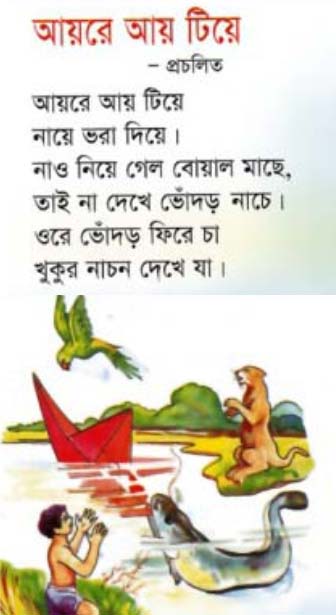 আয়রে আয় টিয়ে
– প্রচলিত
আয়রে আয় টিয়ে
নায়ে ভরা দিয়ে।
নাও নিয়ে গেল বোয়াল মাছে,
তাই না দেখে ভোঁদড় নাচে।
ওরে ভোঁদড় ফিরে চা
খুকুর নাচন দেখে যা।